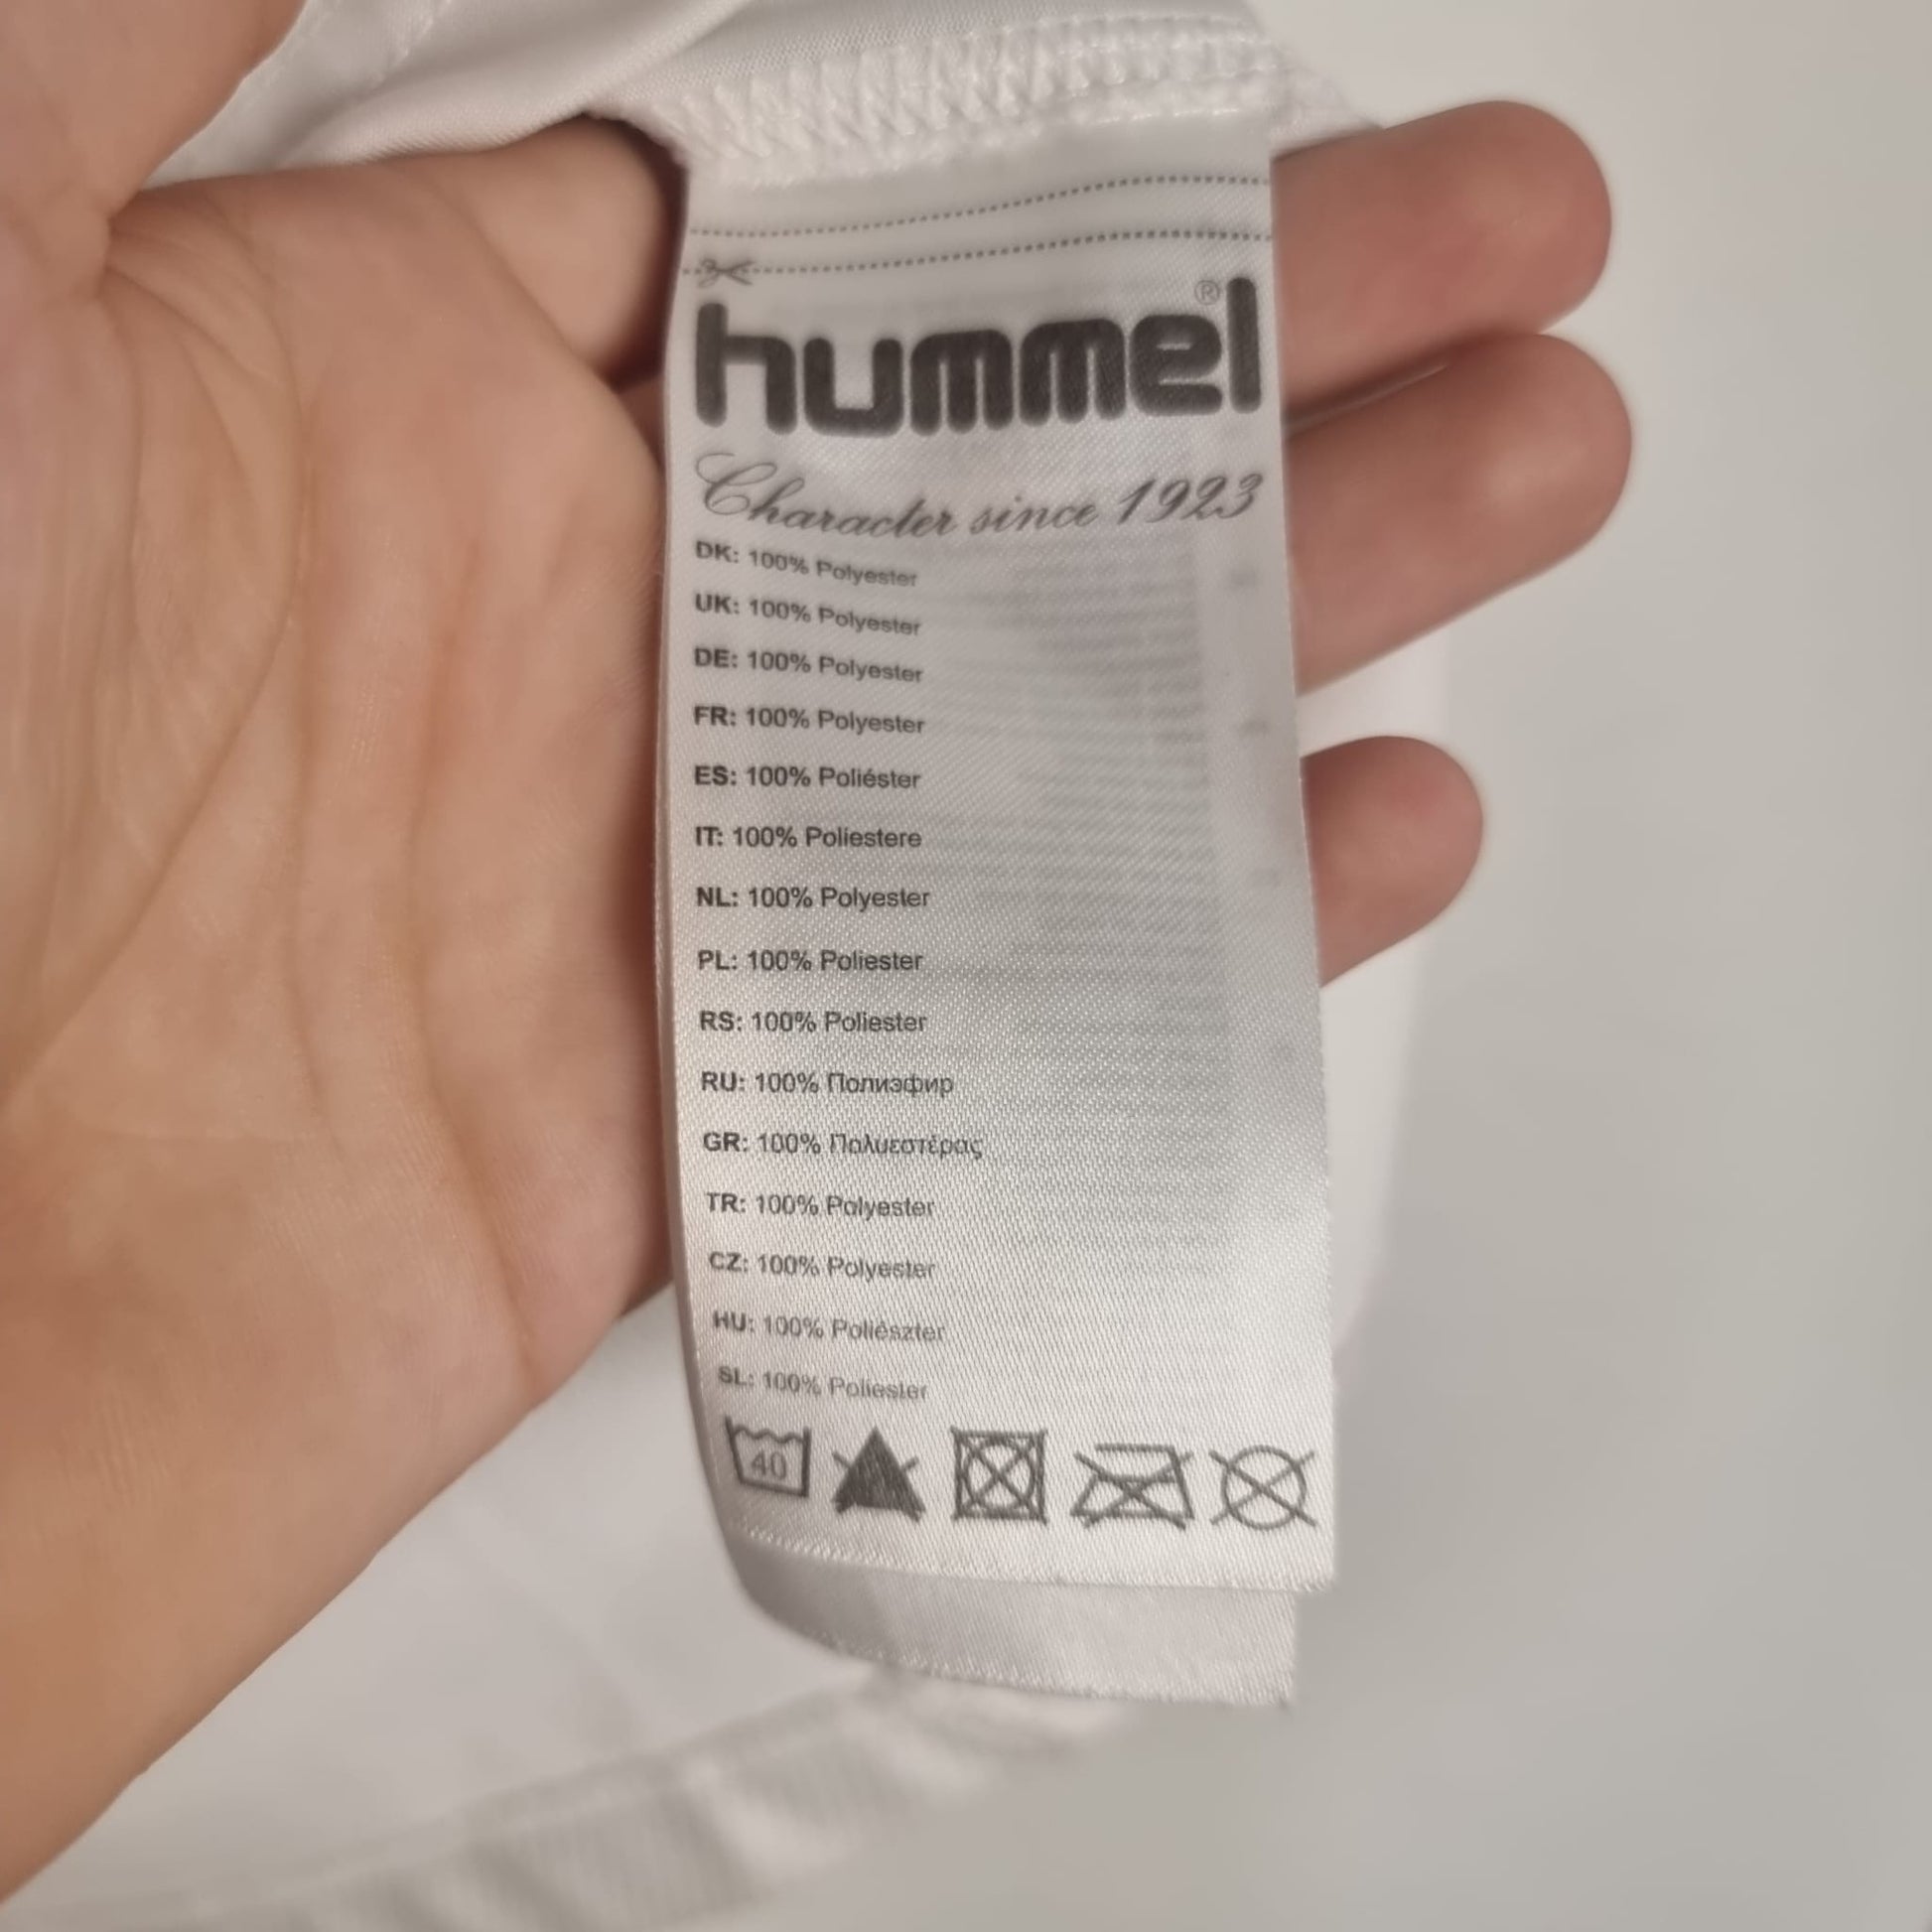 hummel®
Character since 1923
DK: 100% Polyester
UK: 100% Polyester
DE: 100% Polyester
FR: 100% Polyester
ES: 100% Poliéster
IT: 100% Poliestere
NL: 100% Polyester
PL: 100% Poliester
RS: 100% Poliester
RU: 100% Полиэфир
GR: 100% Πολυεστέρας
TR: 100% Polyester
CZ: 100% Polyester
HU: 100% Poliészter
SL: 100% Poliester
40